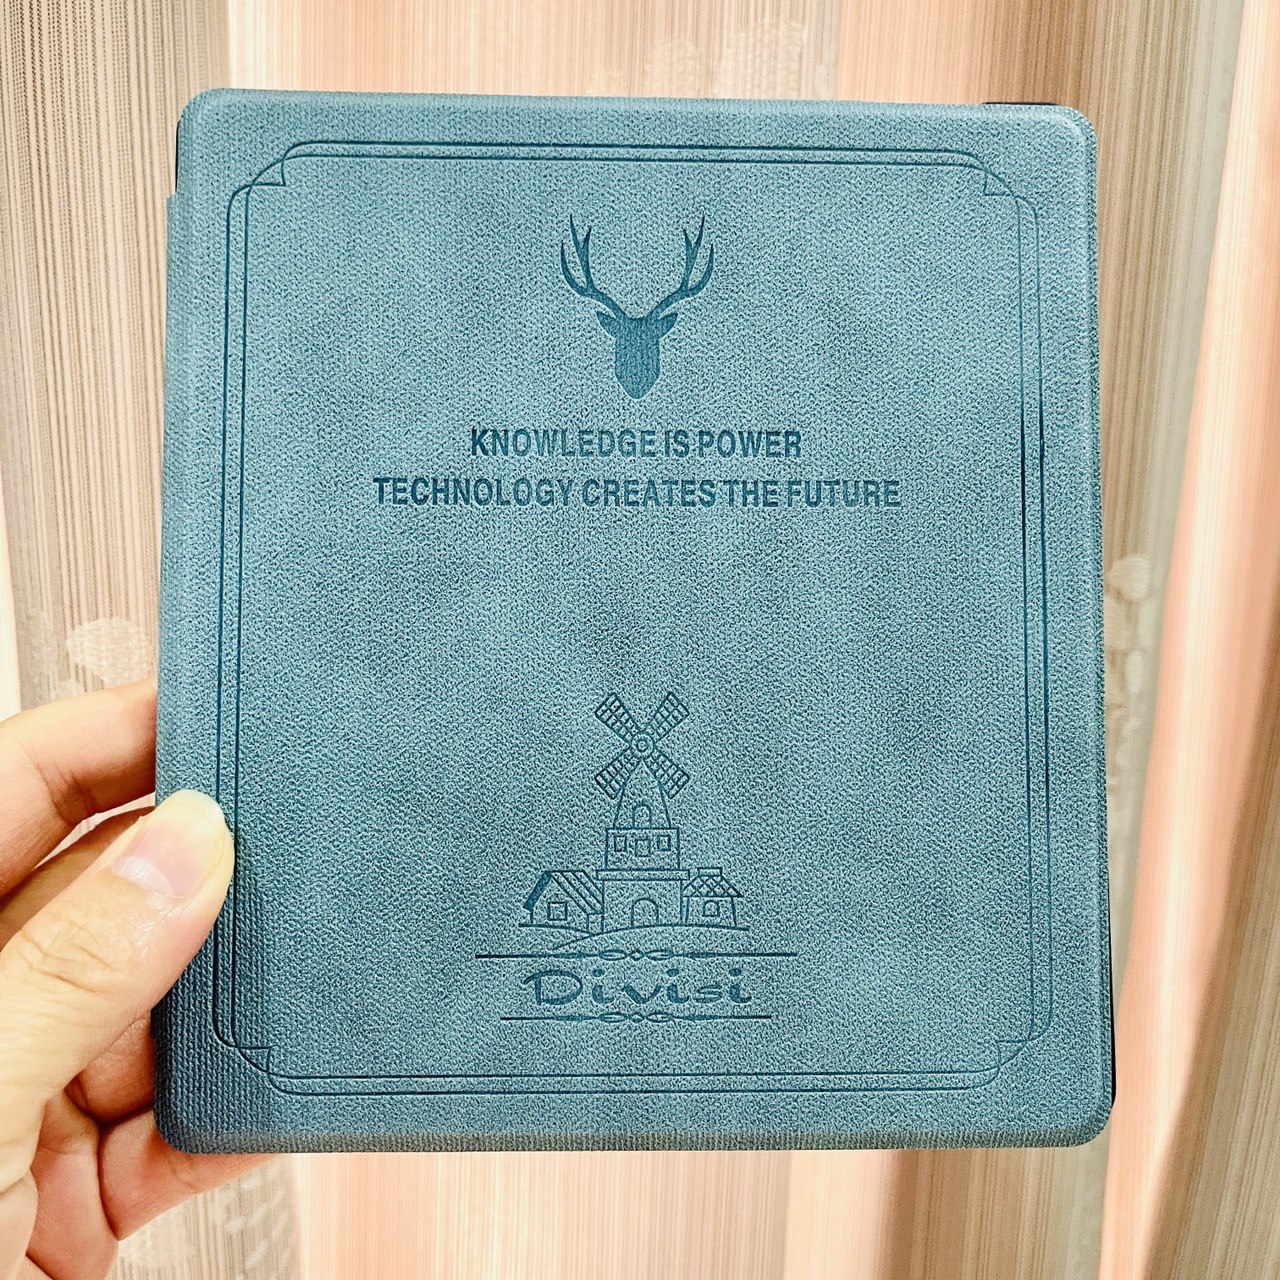 KNOWLEDGE IS POWER
TECHNOLOGY CREATES THE FUTURE
Divisi